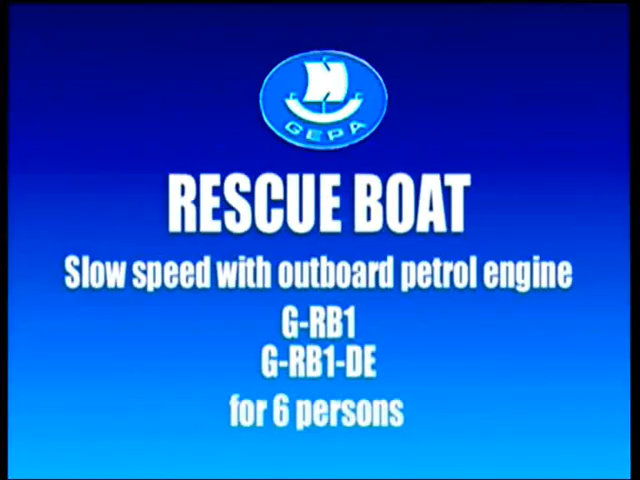 GEPA
RESCUE BOAT
Slow speed with outboard petrol engine
G-RB1
G-RB1-DE
for 6 persons